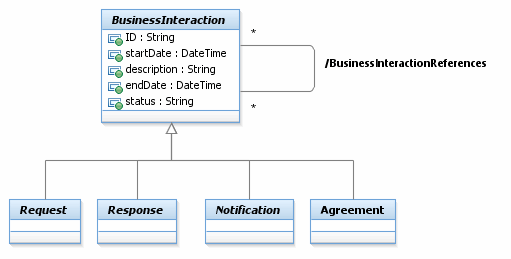 BusinessInteraction
ID : String
startDate : DateTime
description : String
endDate : DateTime
status : String
*
/BusinessInteractionReferences
*
Request
Response
Notification
Agreement